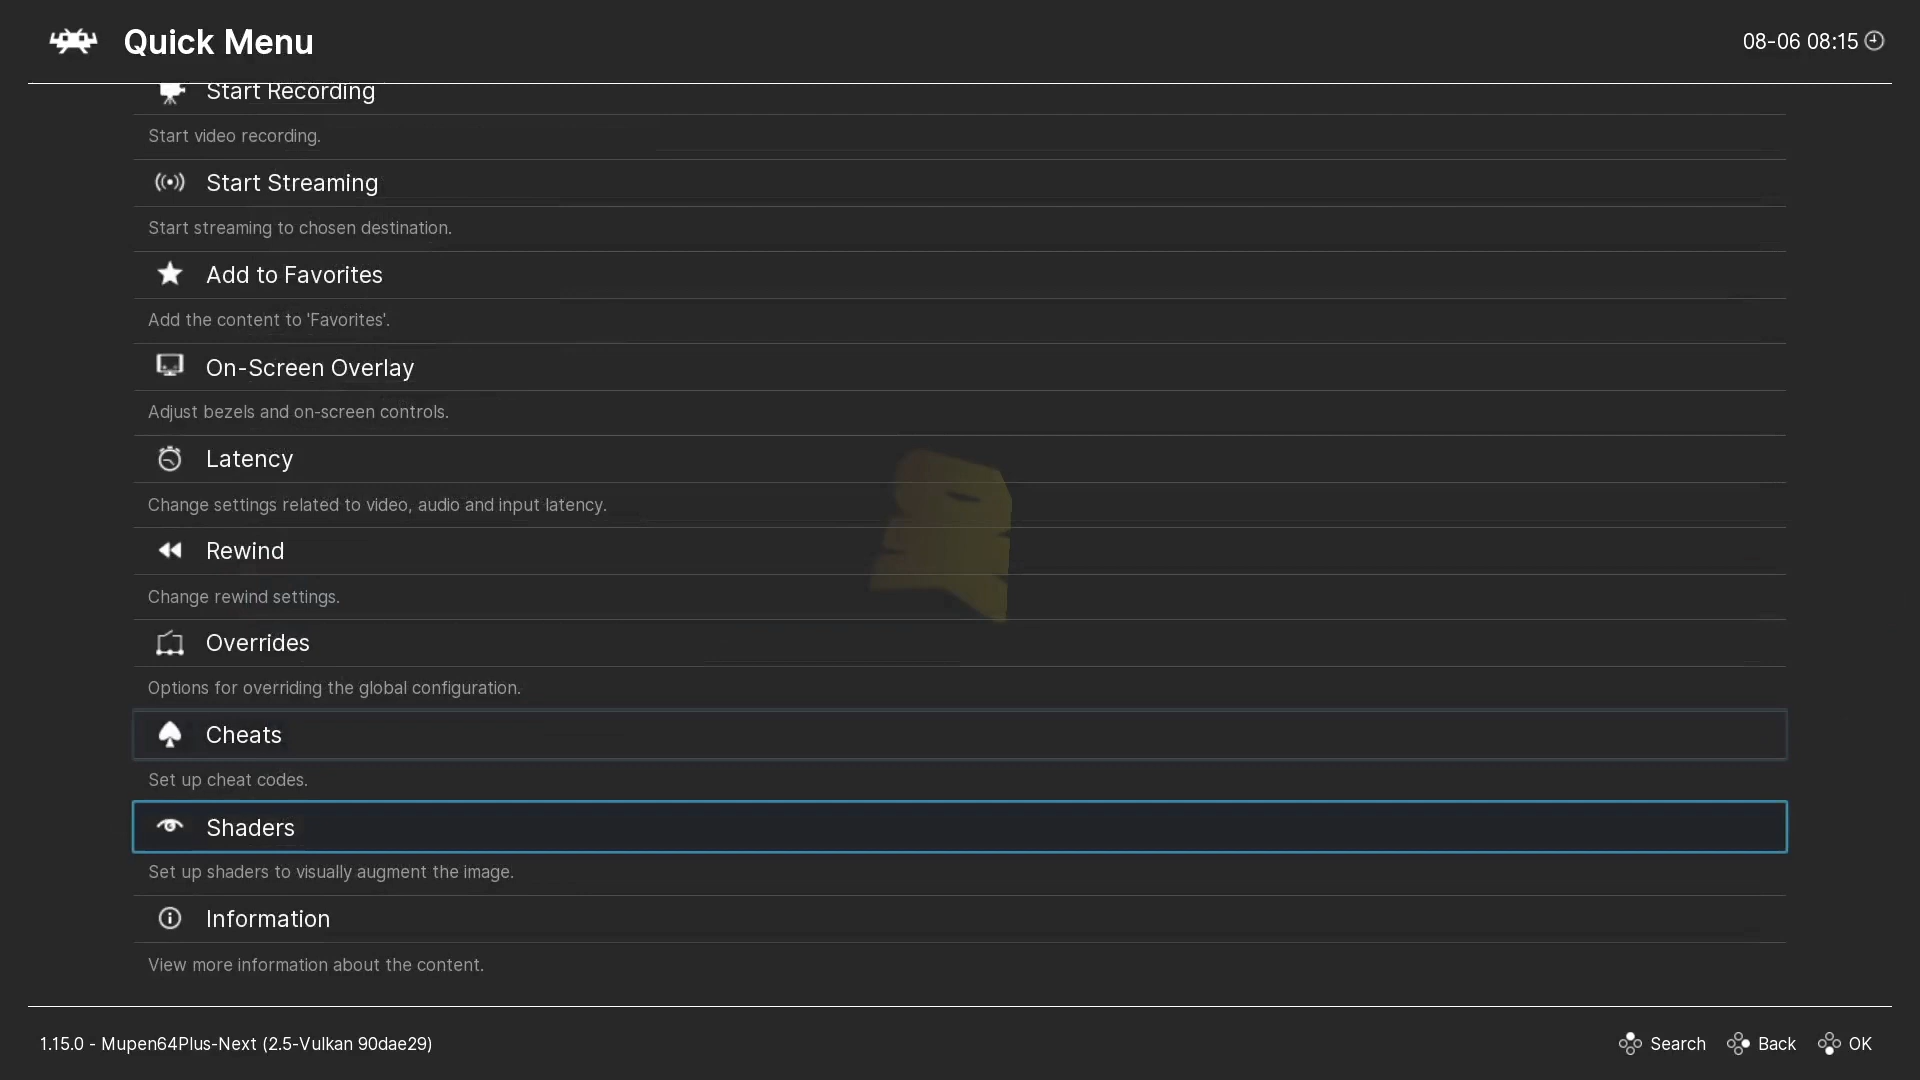 Quick Menu
08-06 08:15
Start Recording
Start video recording.
Start Streaming
Start streaming to chosen destination.
Add to Favorites
Add the content to 'Favorites'.
On-Screen Overlay
Adjust bezels and on-screen controls.
Latency
Change settings related to video, audio and input latency.
Rewind
Change rewind settings.
Overrides
Options for overriding the global configuration.
Cheats
Set up cheat codes.
Shaders
Set up shaders to visually augment the image.
Information
View more information about the content.
1.15.0 - Mupen64Plus-Next (2.5-Vulkan 90dae29)
Search Back OK